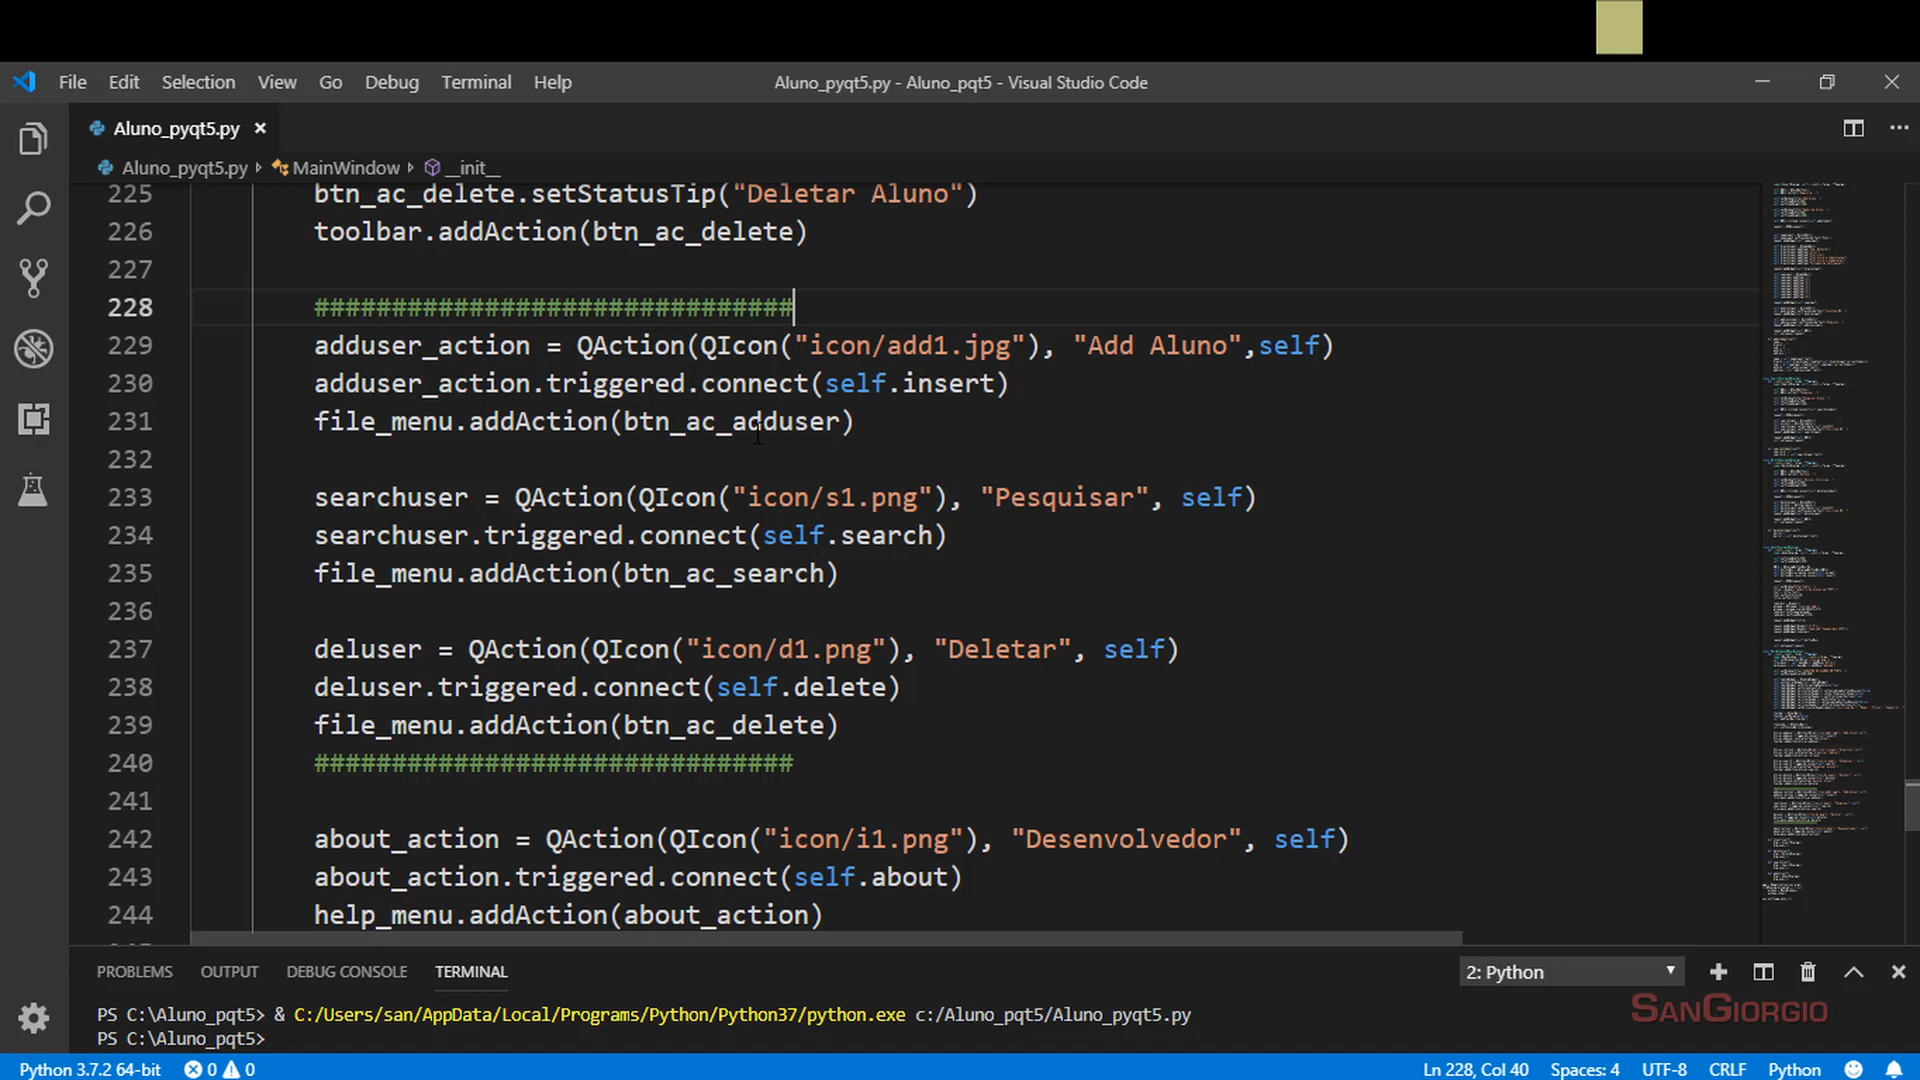 File Edit Selection View Go Debug Terminal Help Aluno_pyqt5.py - Aluno_pqt5 - Visual Studio Code
Aluno_pyqt5.py
Aluno_pyqt5.py MainWindow __init__
225 btn_ac_delete.setStatusTip("Deletar Aluno")
226 toolbar.addAction(btn_ac_delete)
227
228 ###############################
229 adduser_action = QAction(QIcon("icon/add1.jpg"), "Add Aluno",self)
230 adduser_action.triggered.connect(self.insert)
231 file_menu.addAction(btn_ac_adduser)
232
233 searchuser = QAction(QIcon("icon/s1.png"), "Pesquisar", self)
234 searchuser.triggered.connect(self.search)
235 file_menu.addAction(btn_ac_search)
236
237 deluser = QAction(QIcon("icon/d1.png"), "Deletar", self)
238 deluser.triggered.connect(self.delete)
239 file_menu.addAction(btn_ac_delete)
240 ###############################
241
242 about_action = QAction(QIcon("icon/i1.png"), "Desenvolvedor", self)
243 about_action.triggered.connect(self.about)
244 help_menu.addAction(about_action)
PROBLEMS OUTPUT DEBUG CONSOLE TERMINAL 2: Python
PS C:\Aluno_pqt5> & C:/Users/san/AppData/Local/Programs/Python/Python37/python.exe c:/Aluno_pqt5/Aluno_pyqt5.py
PS C:\Aluno_pqt5>
SANGIORGIO
Python 3.7.2 64-bit 0 0 Ln 228, Col 40 Spaces: 4 UTF-8 CRLF Python